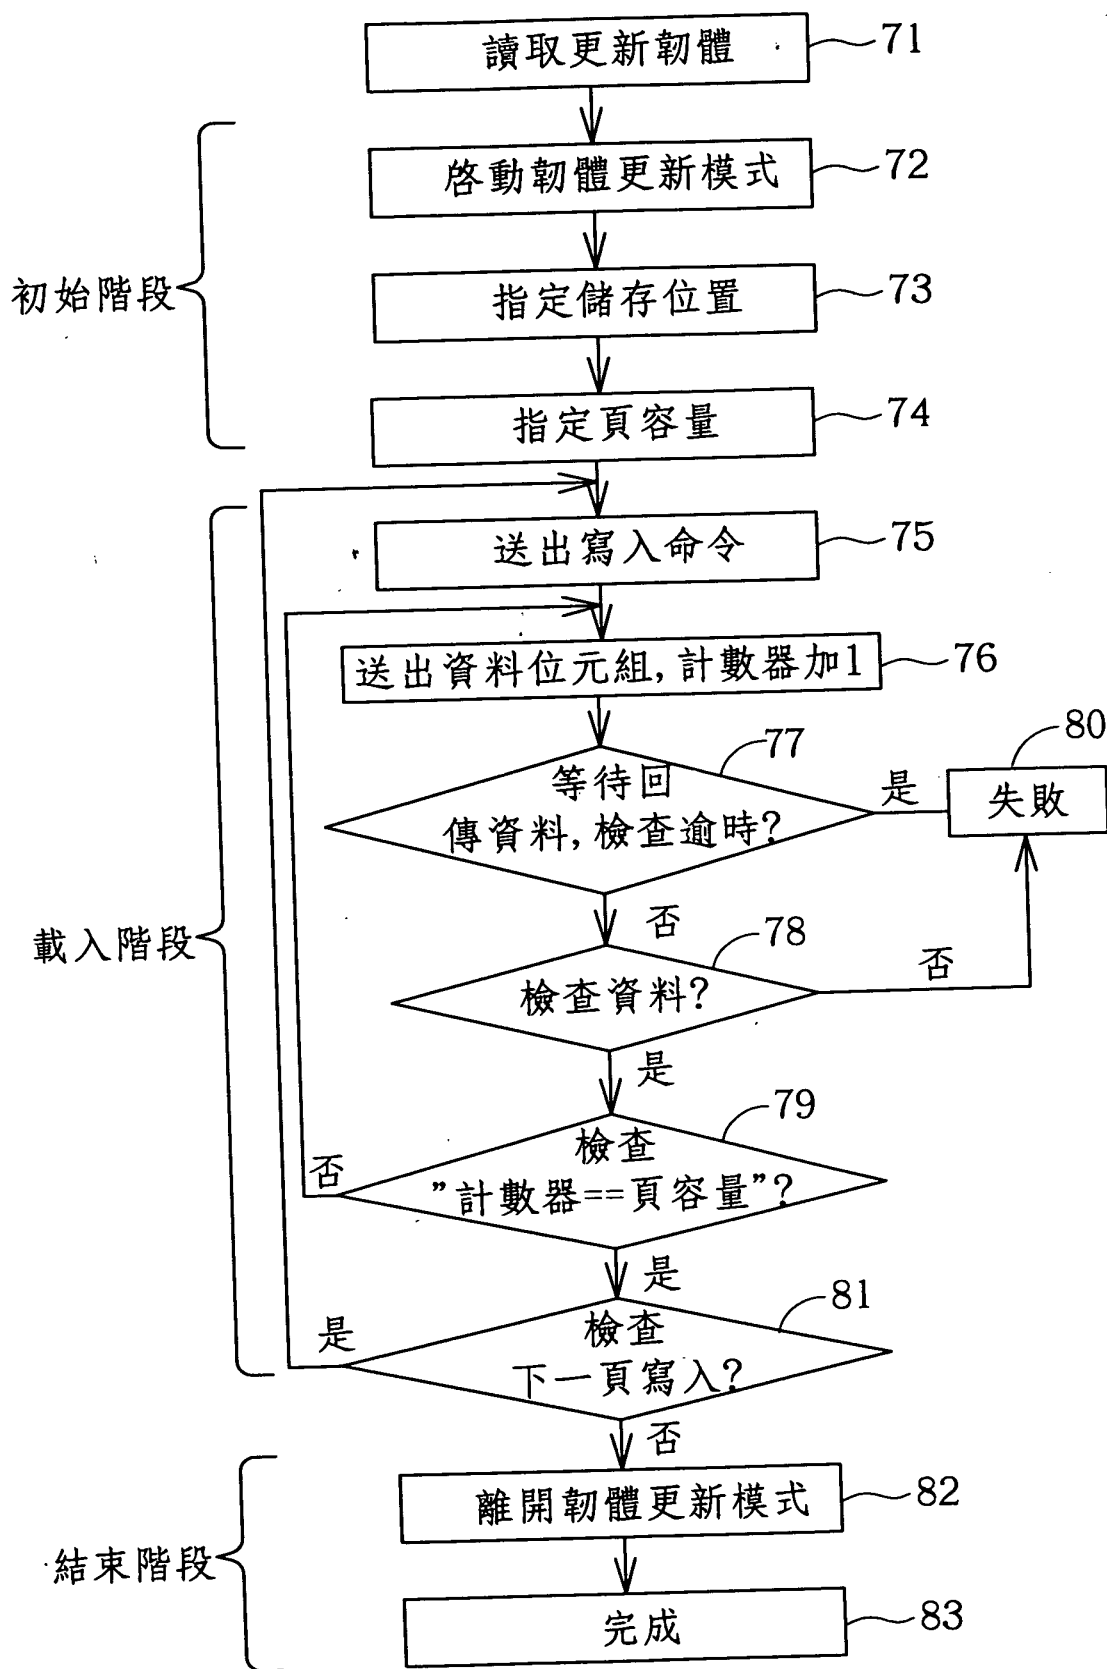 讀取更新韌體
71
啓動韌體更新模式
72
初始階段
指定儲存位置
73
指定頁容量
74
送出寫入命令
75
送出資料位元組,計數器加1
76
等待回
傳資料,檢查逾時?
77
是
失敗
80
否
載入階段
檢查資料?
78
否
是
檢查
"計數器==頁容量"?
79
否
是
檢查
下一頁寫入?
81
是
否
離開韌體更新模式
82
結束階段
完成
83